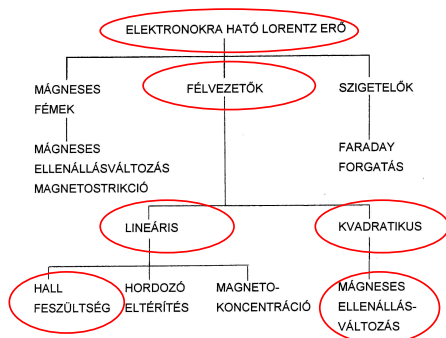 ELEKTRONOKRA HATÓ LORENTZ ERŐ
MÁGNESES
FÉMEK
FÉLVEZETŐK
SZIGETELŐK
MÁGNESES
ELLENÁLLÁSVÁLTOZÁS
MAGNETOSTRIKCIÓ
FARADAY
FORGATÁS
LINEÁRIS
KVADRATIKUS
HALL
FESZÜLTSÉG
HORDOZÓ
ELTÉRÍTÉS
MAGNETO-
KONCENTRÁCIÓ
MÁGNESES
ELLENÁLLÁS-
VÁLTOZÁS